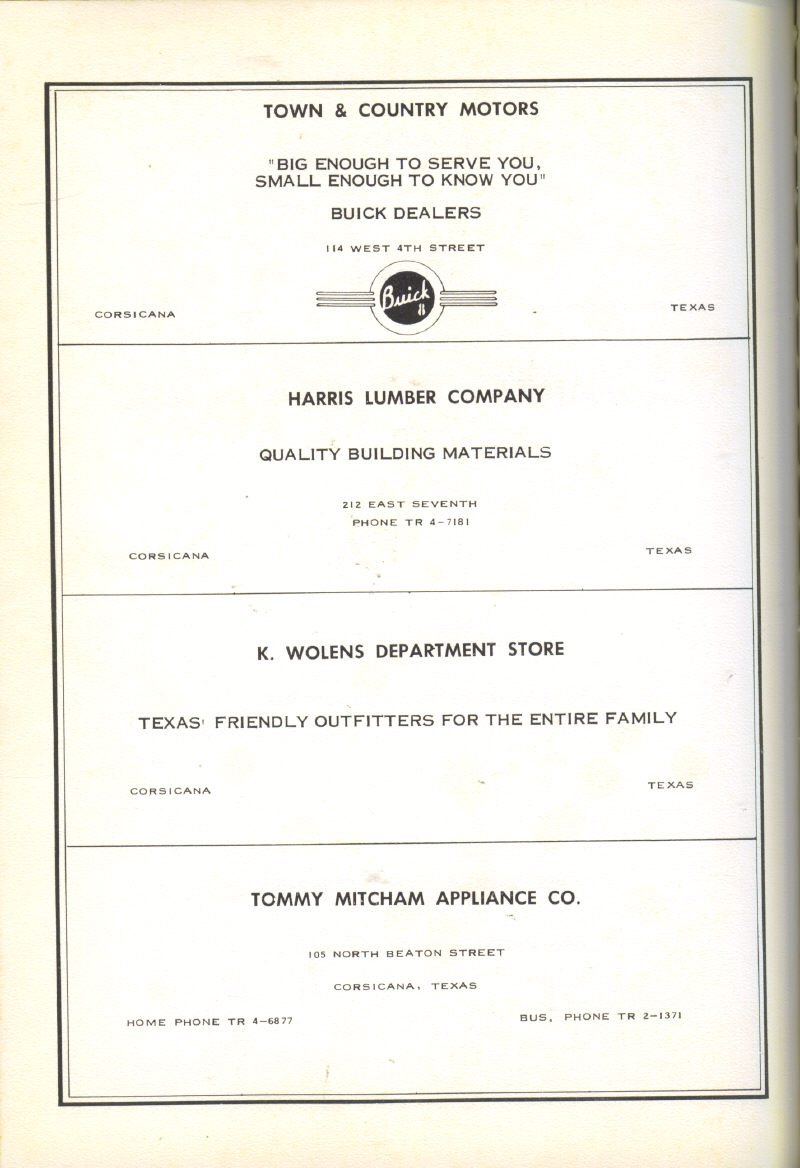 TOWN & COUNTRY MOTORS
"BIG ENOUGH TO SERVE YOU,
SMALL ENOUGH TO KNOW YOU"
BUICK DEALERS
114 WEST 4TH STREET
Buick
8
CORSICANA TEXAS
HARRIS LUMBER COMPANY
QUALITY BUILDING MATERIALS
212 EAST SEVENTH
PHONE TR 4-7181
CORSICANA TEXAS
K. WOLENS DEPARTMENT STORE
TEXAS' FRIENDLY OUTFITTERS FOR THE ENTIRE FAMILY
CORSICANA TEXAS
TOMMY MITCHAM APPLIANCE CO.
105 NORTH BEATON STREET
CORSICANA, TEXAS
HOME PHONE TR 4-6877 BUS. PHONE TR 2-1371